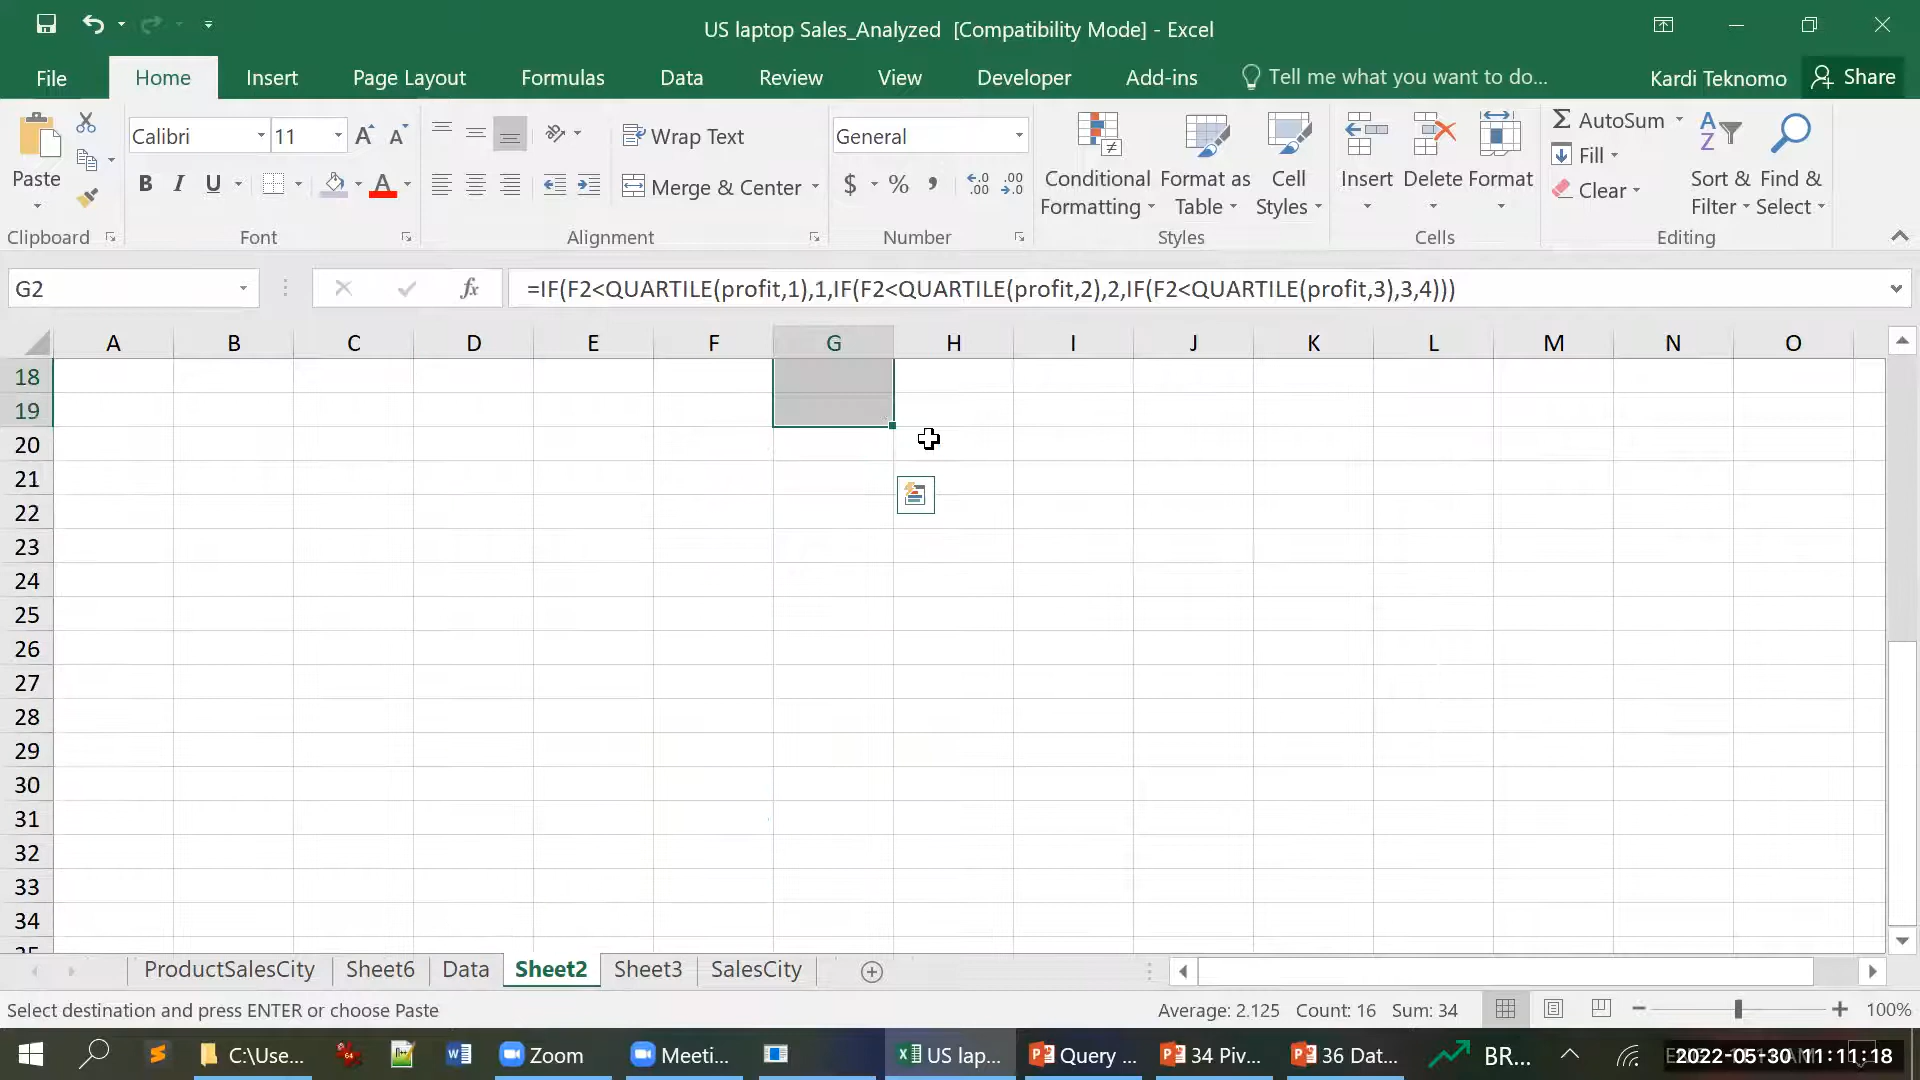 US laptop Sales_Analyzed [Compatibility Mode] - Excel
File Home Insert Page Layout Formulas Data Review View Developer Add-ins Tell me what you want to do... Kardi Teknomo Share
Calibri 11 Wrap Text General AutoSum
Paste B I U Merge & Center $ % , Conditional Formatting Format as Table Cell Styles Insert Delete Format Fill Clear Sort & Filter Find & Select
Clipboard Font Alignment Number Styles Cells Editing
G2 fx =IF(F2<QUARTILE(profit,1),1,IF(F2<QUARTILE(profit,2),2,IF(F2<QUARTILE(profit,3),3,4)))
A B C D E F G H I J K L M N O
18
19
20
21
22
23
24
25
26
27
28
29
30
31
32
33
34
ProductSalesCity Sheet6 Data Sheet2 Sheet3 SalesCity
Select destination and press ENTER or choose Paste Average: 2.125 Count: 16 Sum: 34 100%
C:\Use... Zoom Meeti... US lap... Query ... 34 Piv... 36 Dat... BR... 2022-05-30 11:11:18